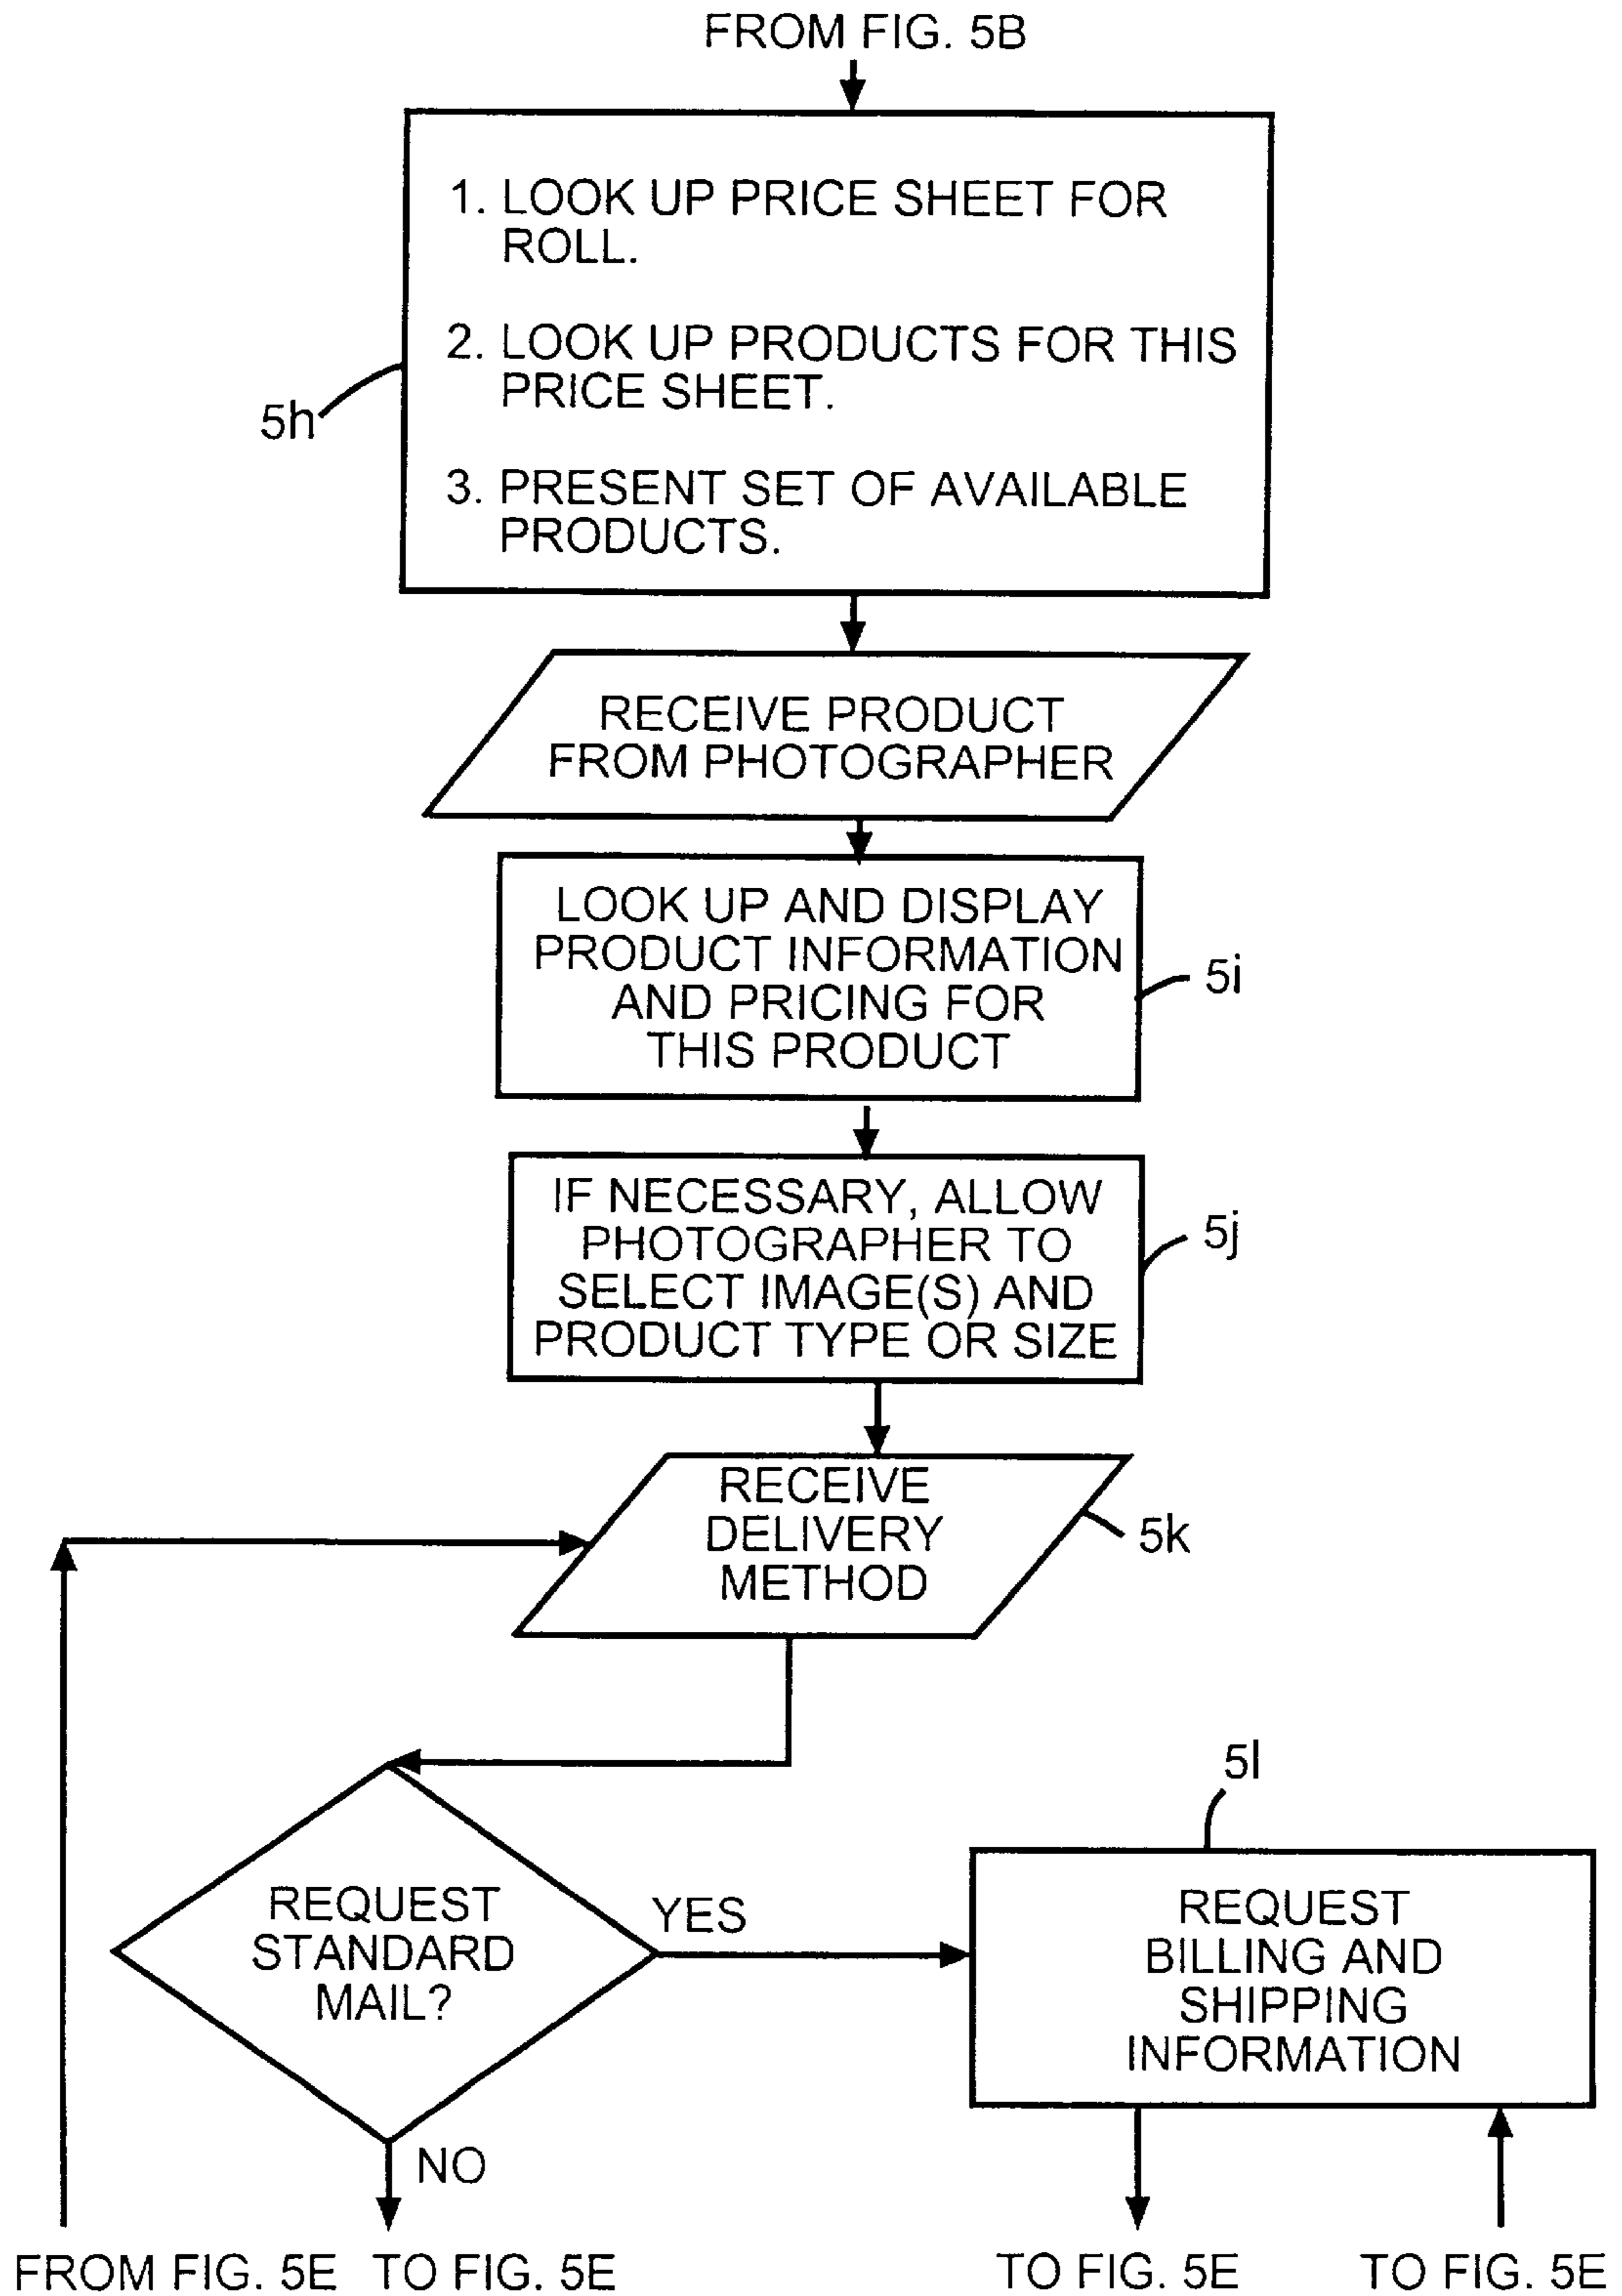 FROM FIG. 5B
1. LOOK UP PRICE SHEET FOR
ROLL.
2. LOOK UP PRODUCTS FOR THIS
PRICE SHEET.
3. PRESENT SET OF AVAILABLE
PRODUCTS.
5h
RECEIVE PRODUCT
FROM PHOTOGRAPHER
LOOK UP AND DISPLAY
PRODUCT INFORMATION
AND PRICING FOR
THIS PRODUCT
5i
IF NECESSARY, ALLOW
PHOTOGRAPHER TO
SELECT IMAGE(S) AND
PRODUCT TYPE OR SIZE
5j
RECEIVE
DELIVERY
METHOD
5k
REQUEST
STANDARD
MAIL?
YES
NO
5l
REQUEST
BILLING AND
SHIPPING
INFORMATION
FROM FIG. 5E
TO FIG. 5E
TO FIG. 5E
TO FIG. 5E